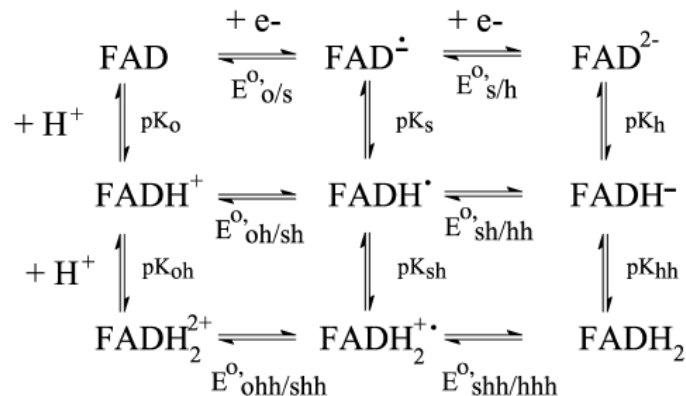 + e-    + e-
FAD    FAD∸    FAD²⁻
E°'o/s    E°'s/h
+ H⁺    pKo    pKs    pKh
FADH⁺    FADH˙    FADH⁻
E°'oh/sh    E°'sh/hh
+ H⁺    pKoh    pKsh    pKhh
FADH₂²⁺    FADH₂⁺˙    FADH₂
E°'ohh/shh    E°'shh/hhh